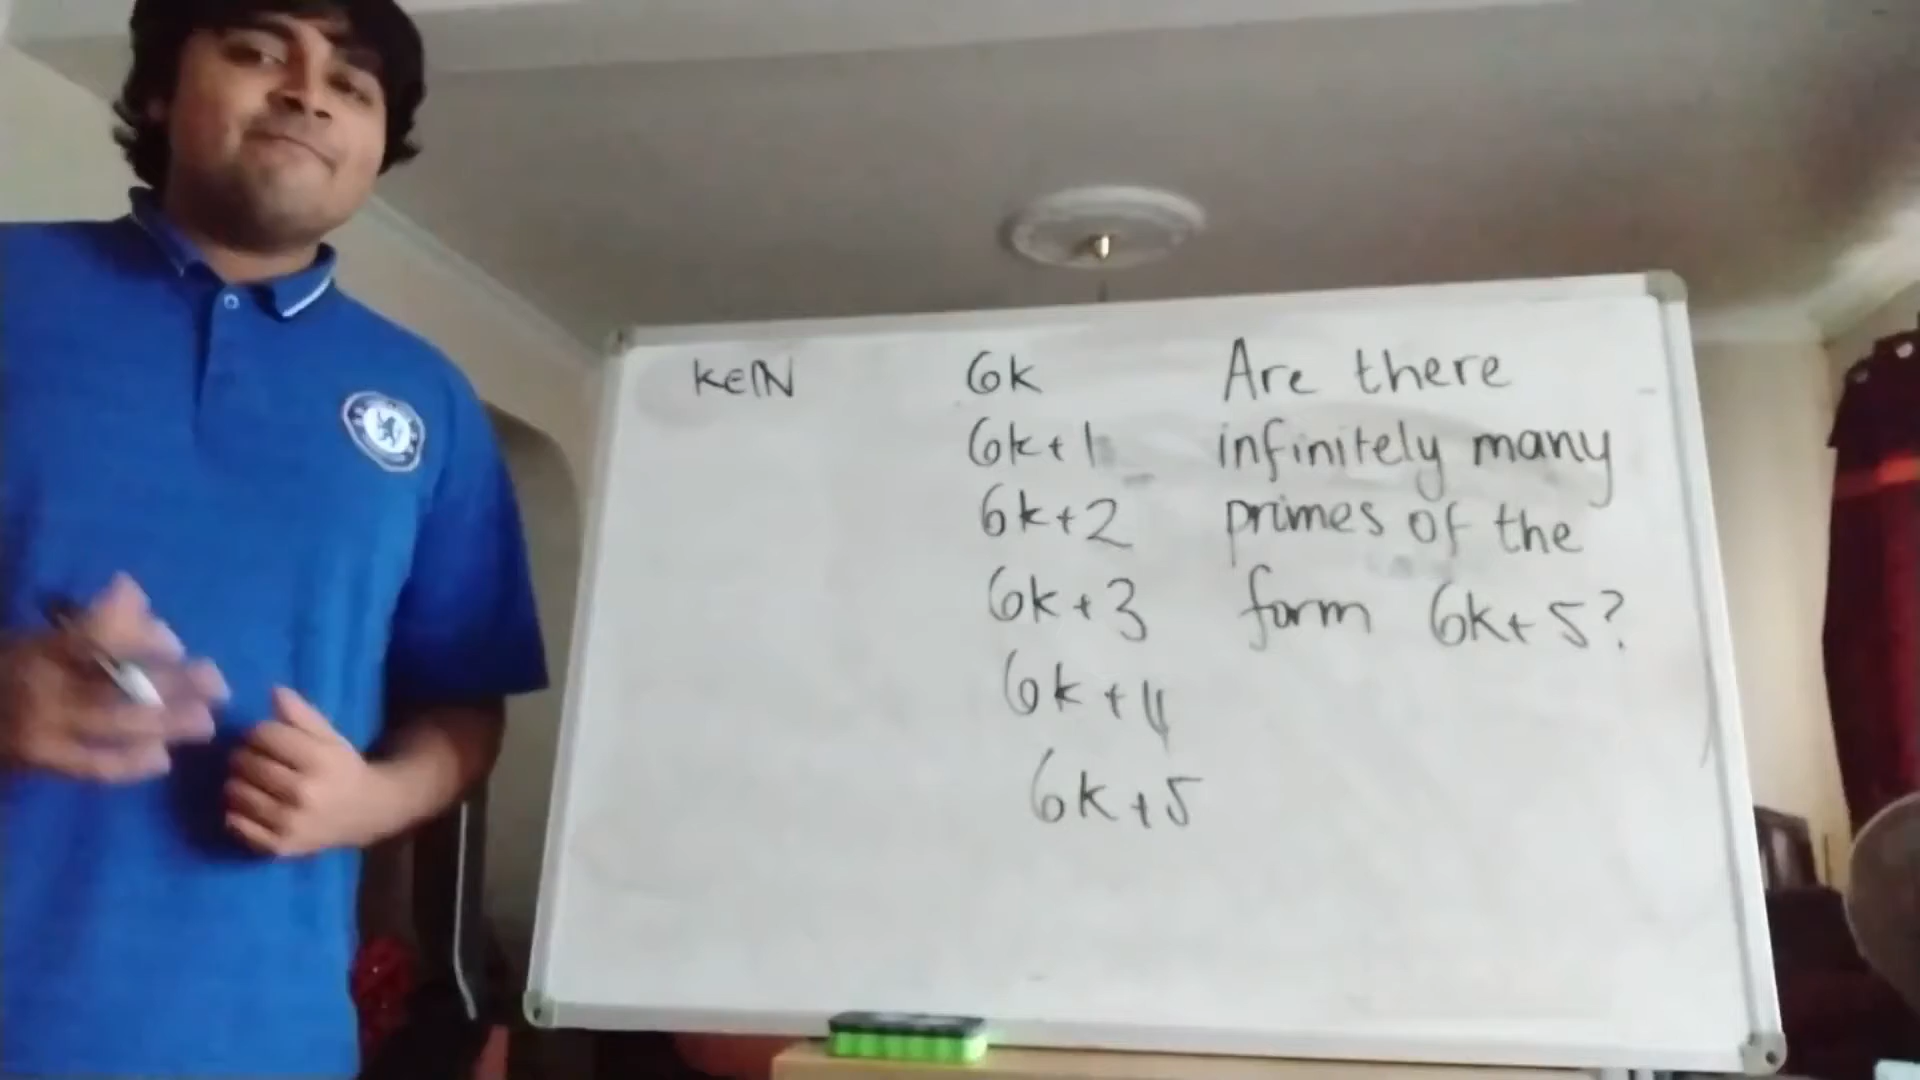 k∈ℕ
6k
6k+1
6k+2
6k+3
6k+4
6k+5
Are there
infinitely many
primes of the
form 6k+5?